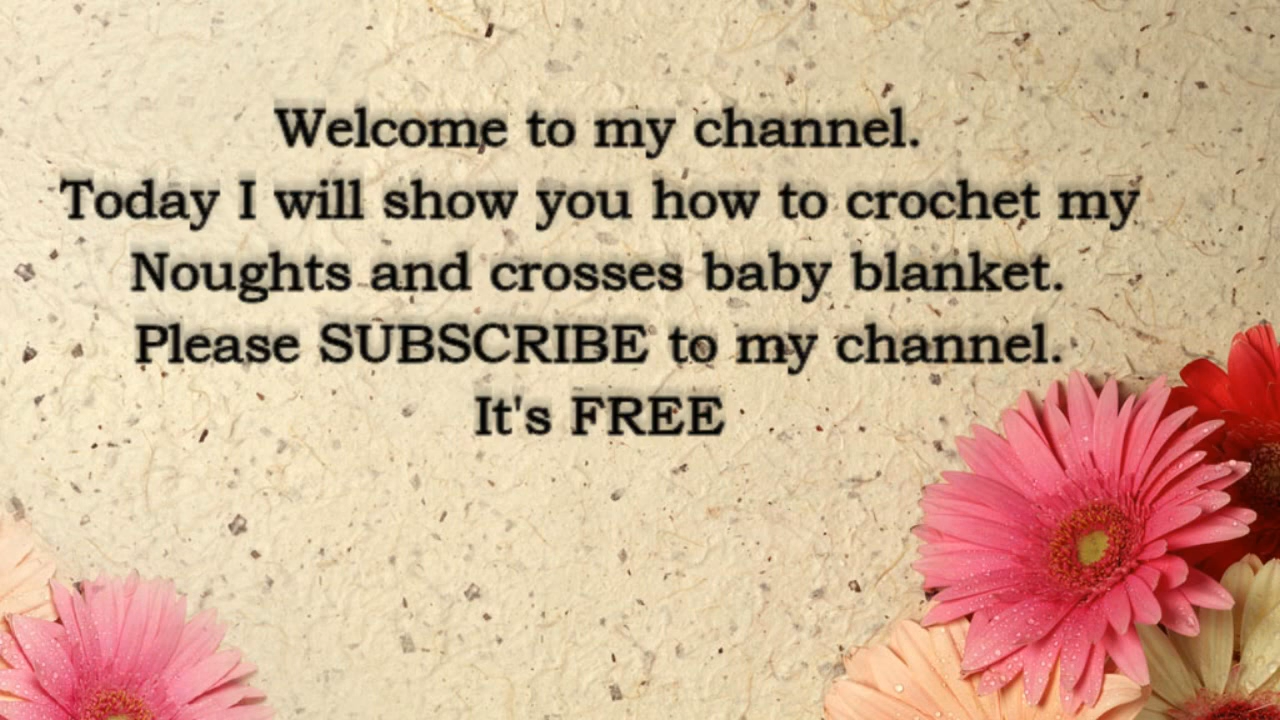 Welcome to my channel.
Today I will show you how to crochet my
Noughts and crosses baby blanket.
Please SUBSCRIBE to my channel.
It's FREE